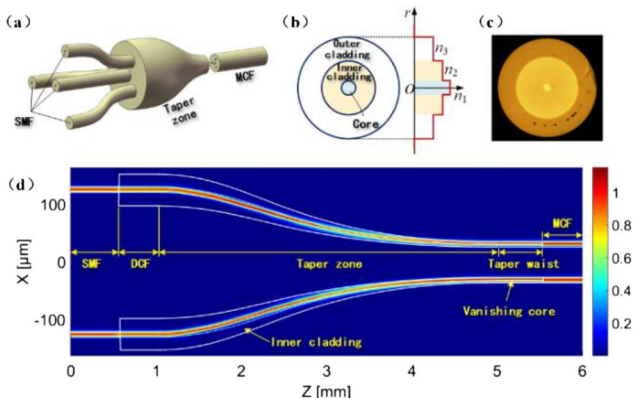 (a)
SMF
Taper
zone
MCF
(b)
Outer
cladding
Inner
cladding
Core
r
O
n3
n2
n1
(c)
(d)
X [μm]
100
0
-100
SMF
DCF
Taper zone
Taper waist
MCF
Vanishing core
Inner cladding
0
1
2
3
4
5
6
Z [mm]
1
0.8
0.6
0.4
0.2